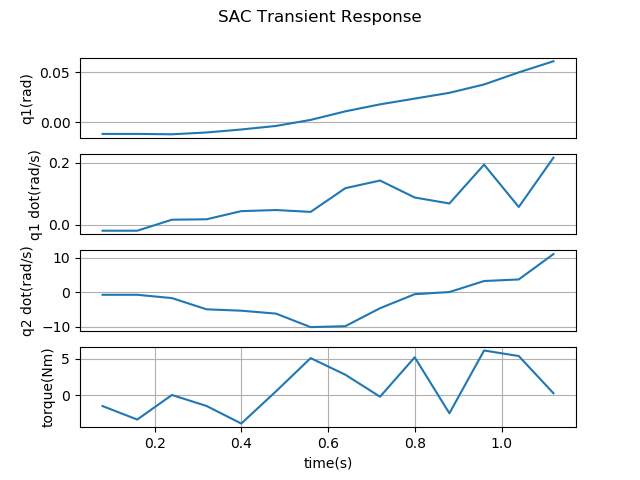 SAC Transient Response
q1(rad)
0.05
0.00
q1 dot(rad/s)
0.2
0.0
q2 dot(rad/s)
10
0
−10
torque(Nm)
5
0
0.2 0.4 0.6 0.8 1.0
time(s)